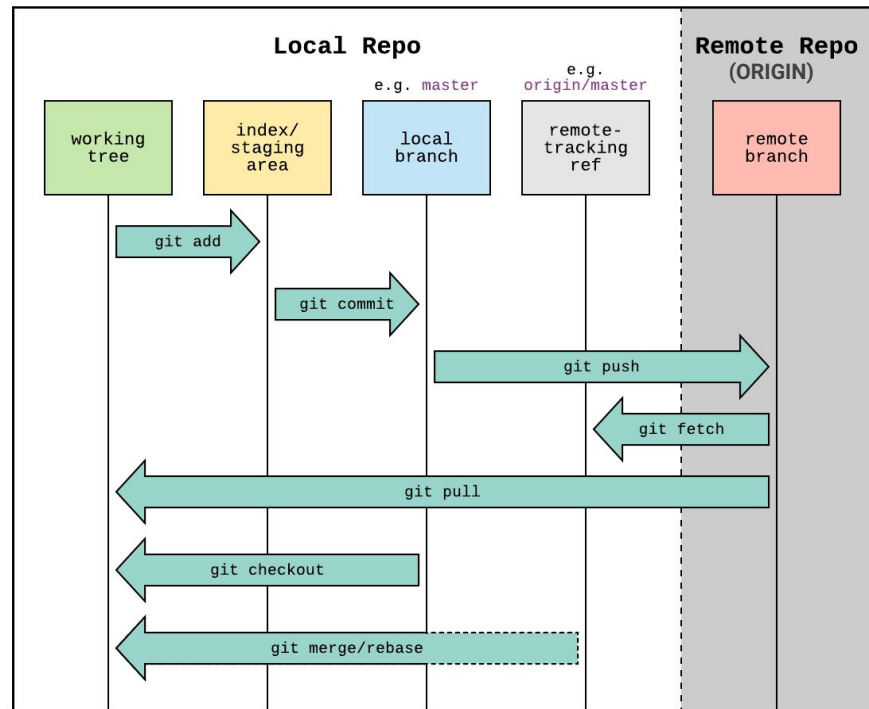 Local Repo
Remote Repo
(ORIGIN)
e.g. master
e.g.
origin/master
working
tree
index/
staging
area
local
branch
remote-
tracking
ref
remote
branch
git add
git commit
git push
git fetch
git pull
git checkout
git merge/rebase